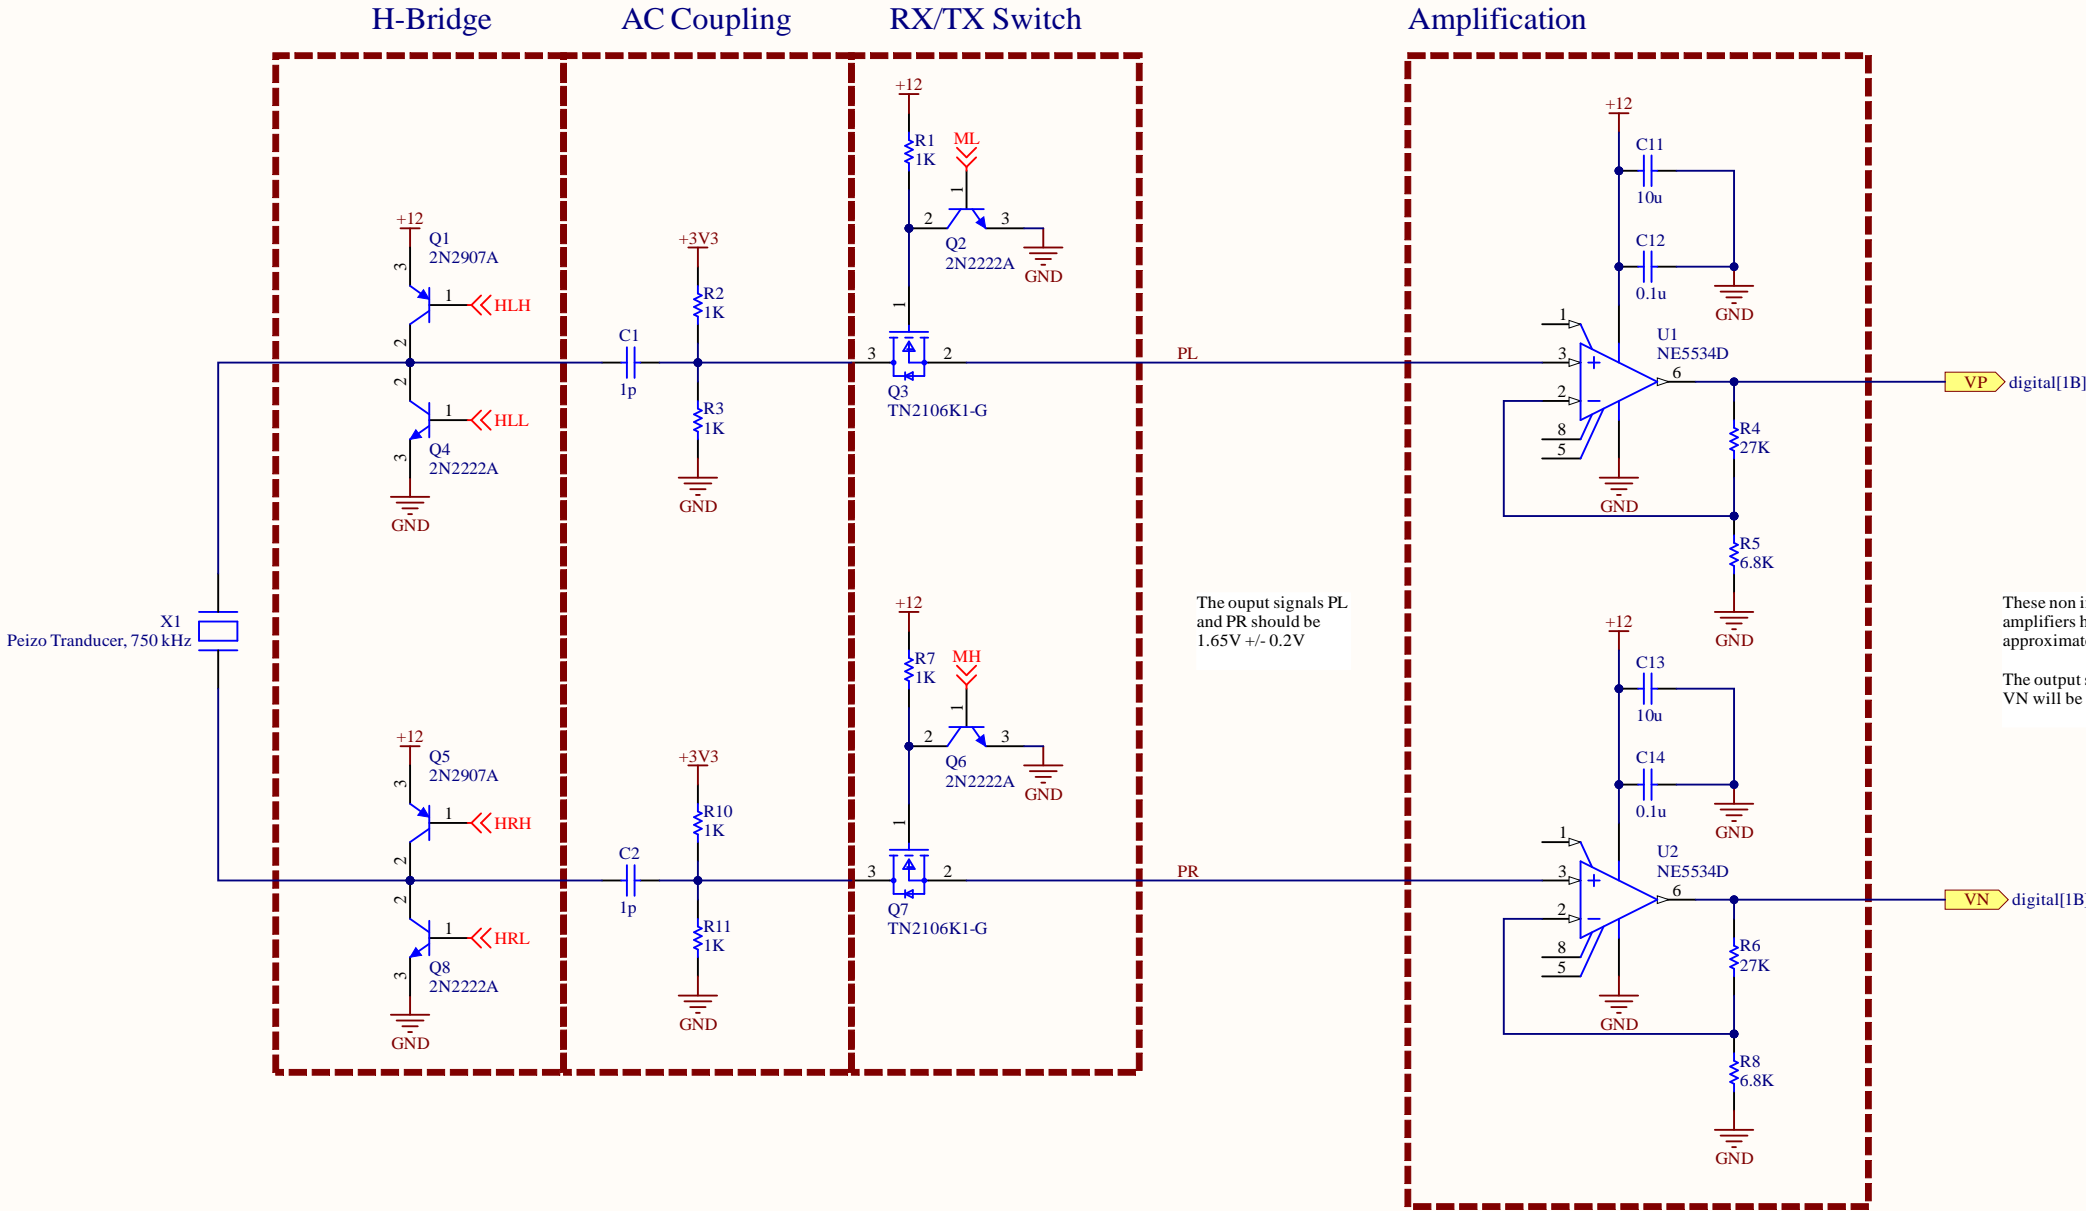 H-Bridge
AC Coupling
RX/TX Switch
Amplification
+12
Q1
2N2907A
3
1
HLH
2
2
1
HLL
Q4
2N2222A
3
GND
X1
Peizo Tranducer, 750 kHz
+12
Q5
2N2907A
3
1
HRH
2
2
1
HRL
Q8
2N2222A
3
GND
+3V3
R2
1K
C1
1p
R3
1K
GND
+3V3
R10
1K
C2
1p
R11
1K
GND
+12
R1
1K
ML
1
2
3
Q2
2N2222A
GND
1
3
2
Q3
TN2106K1-G
PL
+12
R7
1K
MH
1
2
3
Q6
2N2222A
GND
1
3
2
Q7
TN2106K1-G
PR
The ouput signals PL
and PR should be
1.65V +/- 0.2V
+12
C11
10u
C12
0.1u
GND
1
U1
NE5534D
3
6
2
8
5
GND
R4
27K
R5
6.8K
GND
VP
digital[1B]
+12
C13
10u
C14
0.1u
GND
1
U2
NE5534D
3
6
2
8
5
GND
R6
27K
R8
6.8K
GND
VN
digital[1B]
These non
amplifiers
The output
VN will be